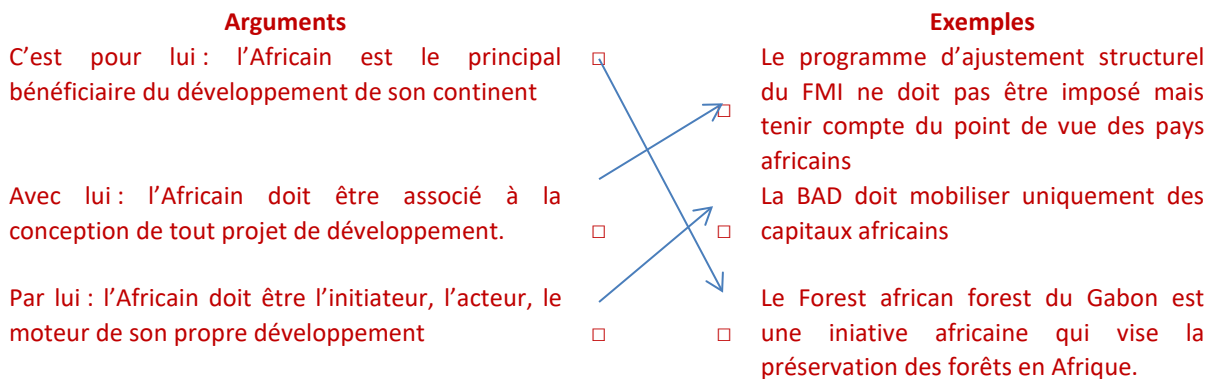 Arguments
C’est pour lui : l’Africain est le principal
bénéficiaire du développement de son continent
Avec lui : l’Africain doit être associé à la
conception de tout projet de développement.
Par lui : l’Africain doit être l’initiateur, l’acteur, le
moteur de son propre développement
Exemples
Le programme d’ajustement structurel
du FMI ne doit pas être imposé mais
tenir compte du point de vue des pays
africains
La BAD doit mobiliser uniquement des
capitaux africains
Le Forest african forest du Gabon est
une iniative africaine qui vise la
préservation des forêts en Afrique.